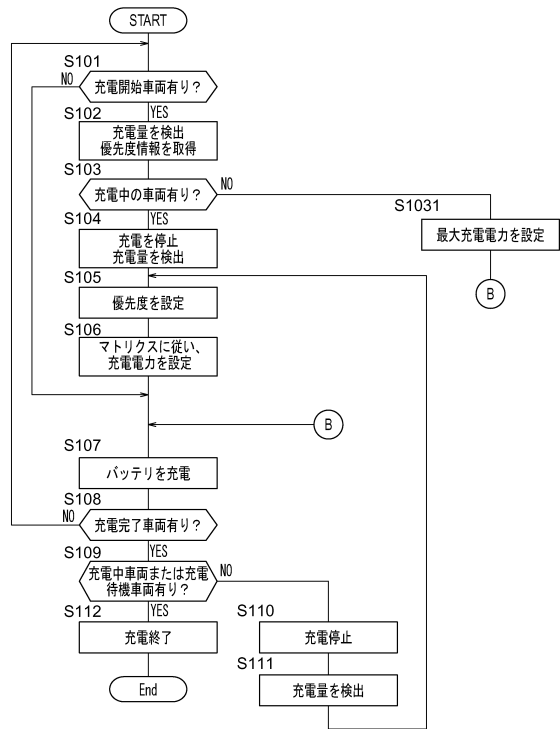 START
S101
NO
充電開始車両有り？
YES
S102
充電量を検出
優先度情報を取得
S103
充電中の車両有り？
NO
YES
S1031
最大充電電力を設定
B
S104
充電を停止
充電量を検出
S105
優先度を設定
S106
マトリクスに従い、
充電電力を設定
B
S107
バッテリを充電
S108
NO
充電完了車両有り？
YES
S109
充電中車両または充電
待機車両有り？
NO
YES
S112
充電終了
End
S110
充電停止
S111
充電量を検出